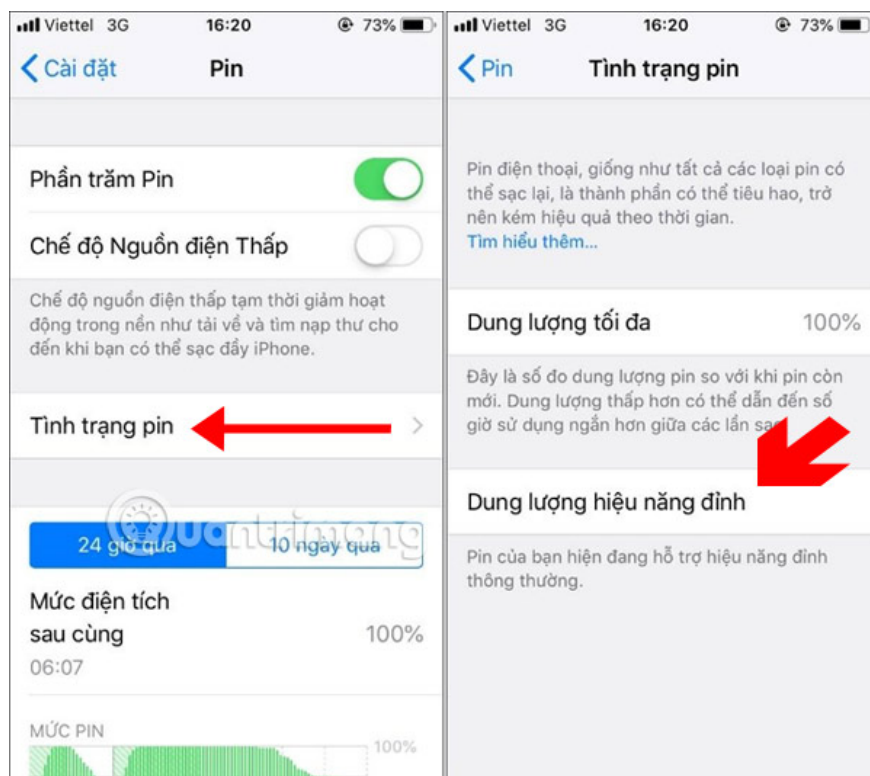 Viettel 3G 16:20 73%
Cài đặt Pin
Phần trăm Pin
Chế độ Nguồn điện Thấp
Chế độ nguồn điện thấp tạm thời giảm hoạt
động trong nền như tải về và tìm nạp thư cho
đến khi bạn có thể sạc đầy iPhone.
Tình trạng pin
Quantrimang
24 giờ qua 10 ngày qua
Mức điện tích
sau cùng 100%
06:07
MỨC PIN
100%
Viettel 3G 16:20 73%
Pin Tình trạng pin
Pin điện thoại, giống như tất cả các loại pin có
thể sạc lại, là thành phần có thể tiêu hao, trở
nên kém hiệu quả theo thời gian.
Tìm hiểu thêm...
Dung lượng tối đa 100%
Đây là số đo dung lượng pin so với khi pin còn
mới. Dung lượng thấp hơn có thể dẫn đến số
giờ sử dụng ngắn hơn giữa các lần sạc
Dung lượng hiệu năng đỉnh
Pin của bạn hiện đang hỗ trợ hiệu năng đỉnh
thông thường.